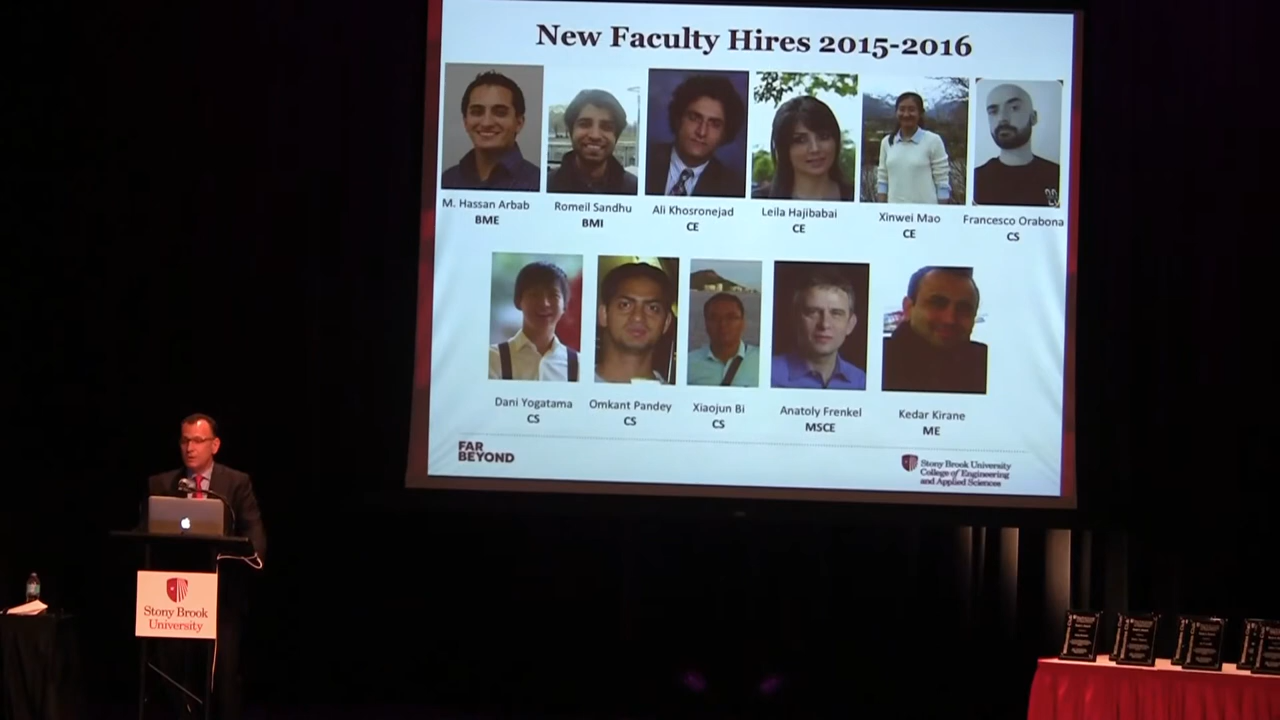 New Faculty Hires 2015-2016
M. Hassan Arbab
BME
Romeil Sandhu
BMI
Ali Khosronejad
CE
Leila Hajibabai
CE
Xinwei Mao
CE
Francesco Orabona
CS
Dani Yogatama
CS
Omkant Pandey
CS
Xiaojun Bi
CS
Anatoly Frenkel
MSCE
Kedar Kirane
ME
FAR
BEYOND
Stony Brook University
College of Engineering
and Applied Sciences
Stony Brook
University